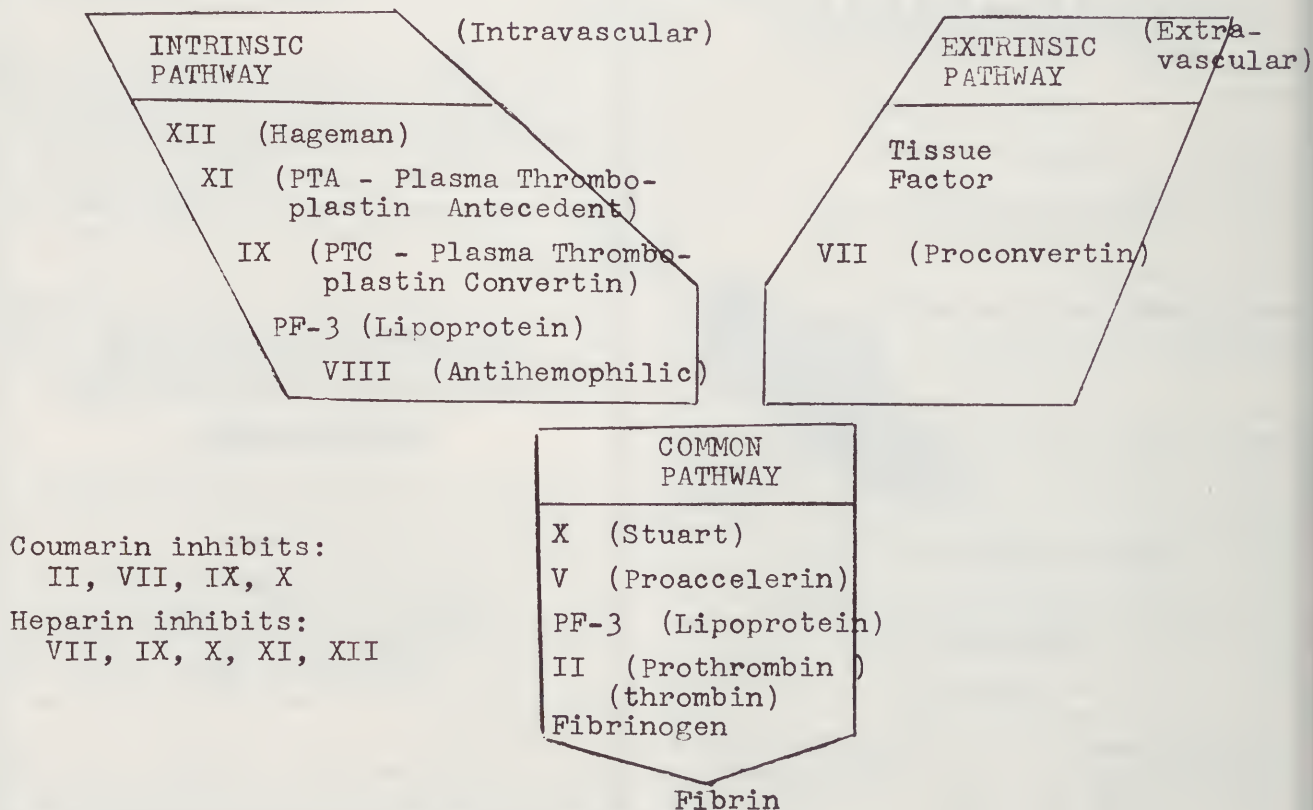 INTRINSIC
PATHWAY
(Intravascular)
XII (Hageman)
XI (PTA - Plasma Thrombo-
plastin Antecedent)
IX (PTC - Plasma Thrombo-
plastin Convertin)
PF-3 (Lipoprotein)
VIII (Antihemophilic)
EXTRINSIC
PATHWAY
(Extra-
vascular)
Tissue
Factor
VII (Proconvertin)
COMMON
PATHWAY
X (Stuart)
V (Proaccelerin)
PF-3 (Lipoprotein)
II (Prothrombin )
(thrombin)
Fibrinogen
Fibrin
Coumarin inhibits:
II, VII, IX, X
Heparin inhibits:
VII, IX, X, XI, XII